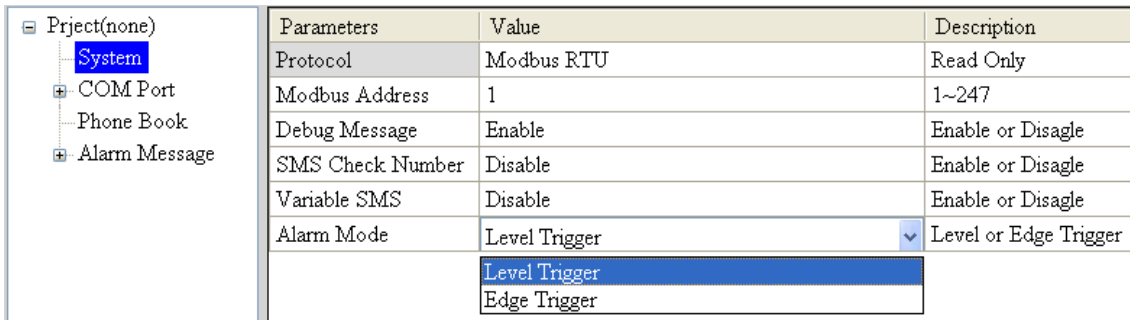 Prject(none)
System
COM Port
Phone Book
Alarm Message
Parameters Value Description
Protocol Modbus RTU Read Only
Modbus Address 1 1~247
Debug Message Enable Enable or Disagle
SMS Check Number Disable Enable or Disagle
Variable SMS Disable Enable or Disagle
Alarm Mode Level Trigger Level or Edge Trigger
Level Trigger
Edge Trigger